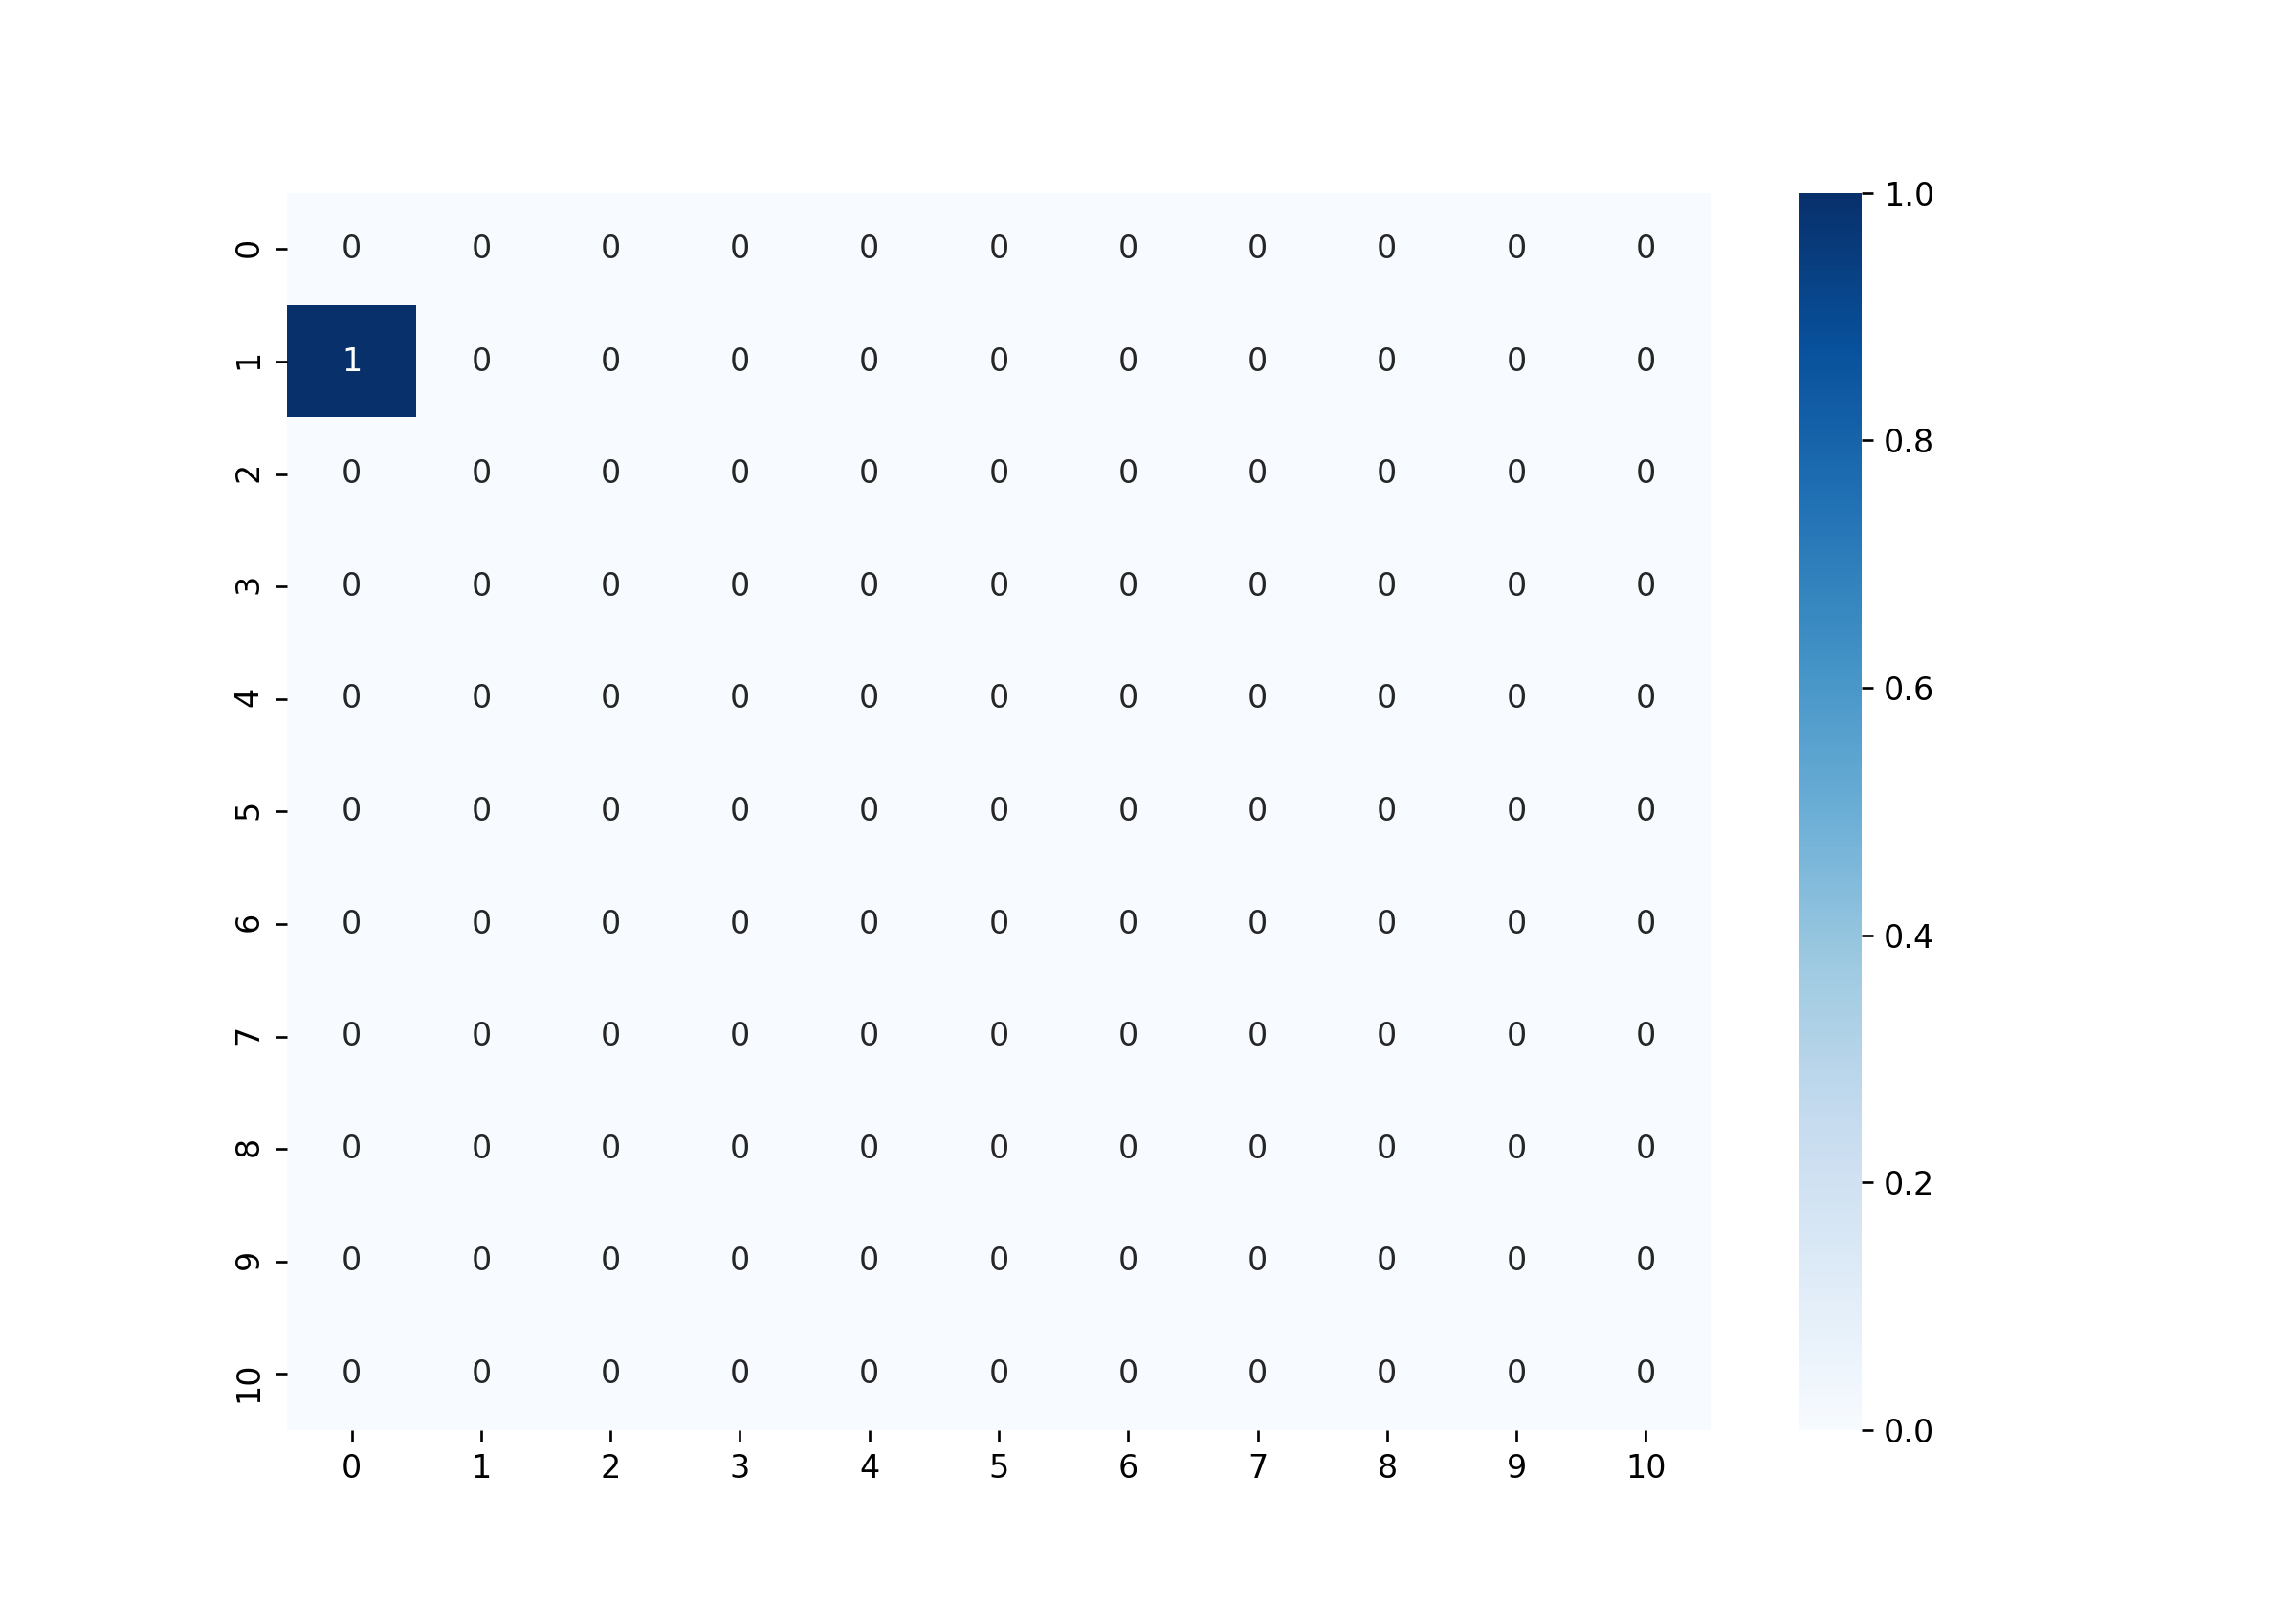 0 0 0 0 0 0 0 0 0 0 0 0
1 1 0 0 0 0 0 0 0 0 0 0
2 0 0 0 0 0 0 0 0 0 0 0
3 0 0 0 0 0 0 0 0 0 0 0
4 0 0 0 0 0 0 0 0 0 0 0
5 0 0 0 0 0 0 0 0 0 0 0
6 0 0 0 0 0 0 0 0 0 0 0
7 0 0 0 0 0 0 0 0 0 0 0
8 0 0 0 0 0 0 0 0 0 0 0
9 0 0 0 0 0 0 0 0 0 0 0
10 0 0 0 0 0 0 0 0 0 0 0
0 1 2 3 4 5 6 7 8 9 10
1.0
0.8
0.6
0.4
0.2
0.0